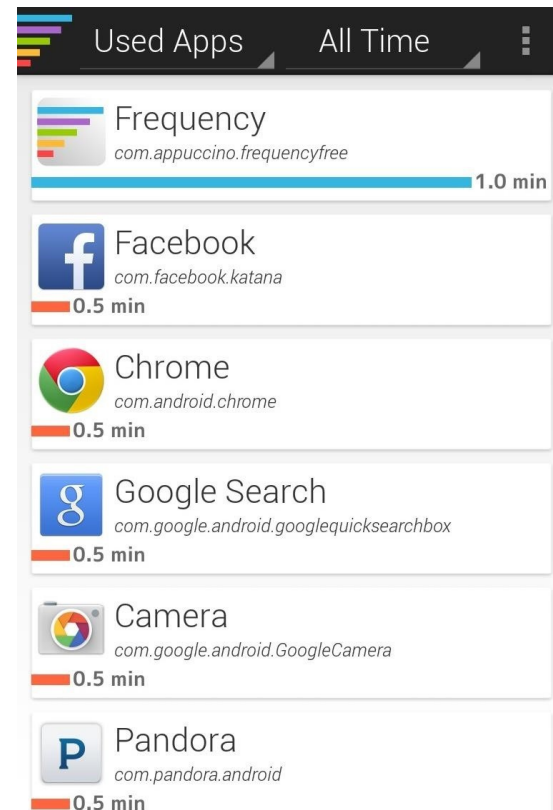 Used Apps All Time
Frequency
com.appuccino.frequencyfree
1.0 min
Facebook
com.facebook.katana
0.5 min
Chrome
com.android.chrome
0.5 min
Google Search
com.google.android.googlequicksearchbox
0.5 min
Camera
com.google.android.GoogleCamera
0.5 min
Pandora
com.pandora.android
0.5 min